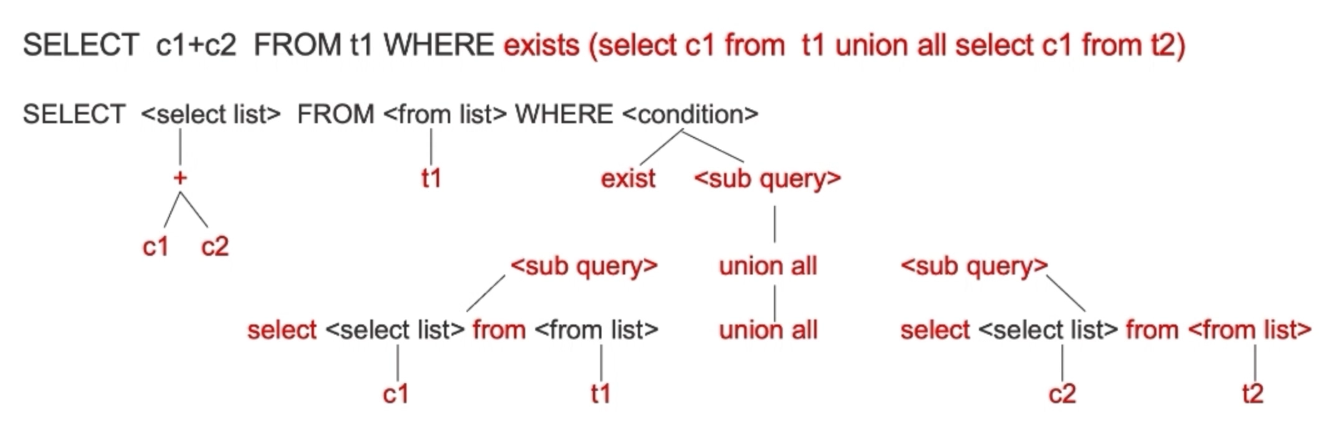 SELECT c1+c2 FROM t1 WHERE exists (select c1 from t1 union all select c1 from t2)
SELECT <select list> FROM <from list> WHERE <condition>
+ t1 exist <sub query>
c1 c2
<sub query> union all <sub query>
select <select list> from <from list> union all select <select list> from <from list>
c1 t1 c2 t2